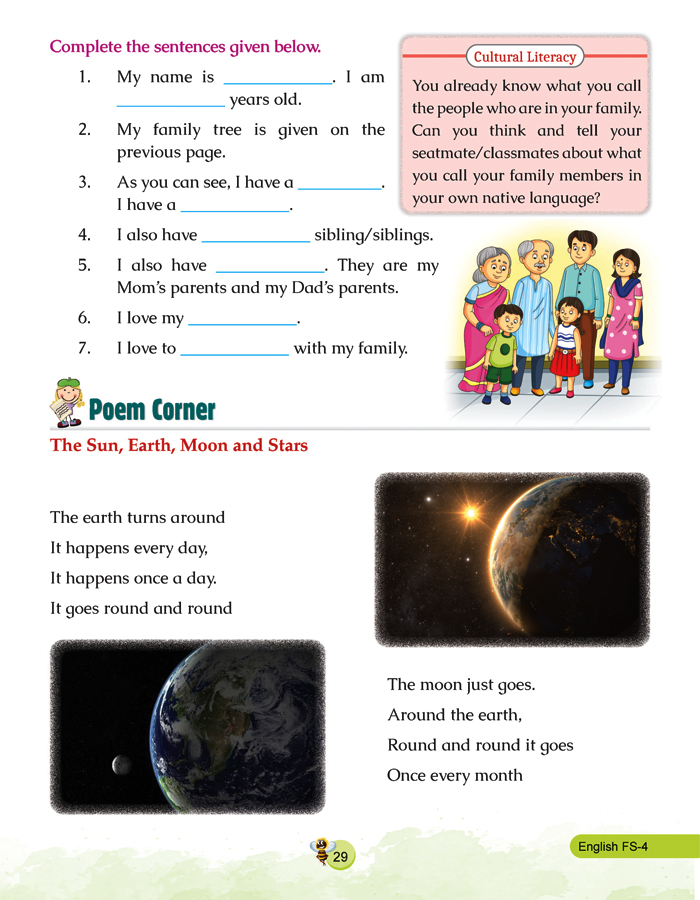 Complete the sentences given below.
1. My name is ____________. I am
____________ years old.
2. My family tree is given on the
previous page.
3. As you can see, I have a _________.
I have a ____________.
4. I also have ____________ sibling/siblings.
5. I also have ____________. They are my
Mom's parents and my Dad's parents.
6. I love my ____________.
7. I love to ____________ with my family.
Cultural Literacy
You already know what you call
the people who are in your family.
Can you think and tell your
seatmate/classmates about what
you call your family members in
your own native language?
Poem Corner
The Sun, Earth, Moon and Stars
The earth turns around
It happens every day,
It happens once a day.
It goes round and round
The moon just goes.
Around the earth,
Round and round it goes
Once every month
29
English FS-4